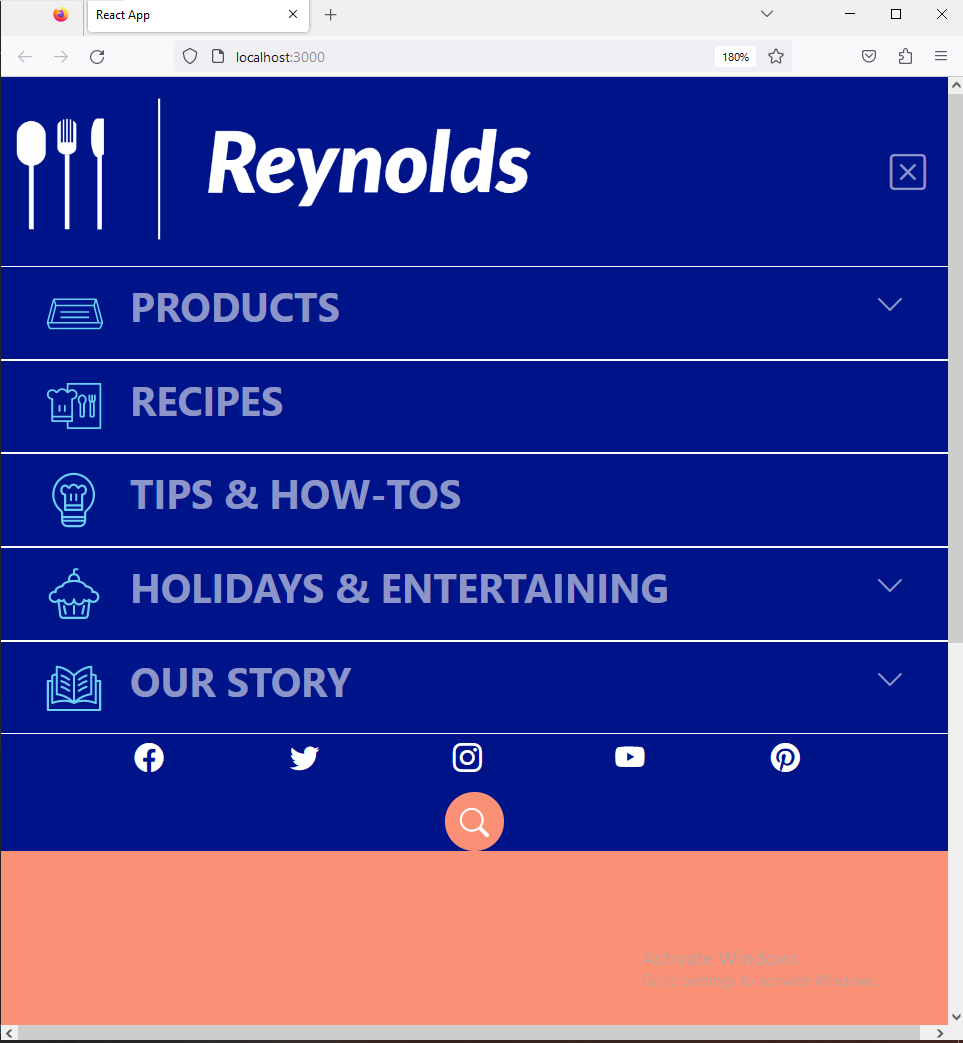 React App
localhost:3000
180%
Reynolds
PRODUCTS
RECIPES
TIPS & HOW-TOS
HOLIDAYS & ENTERTAINING
OUR STORY
Activate Windows
Go to Settings to Activate Windows.